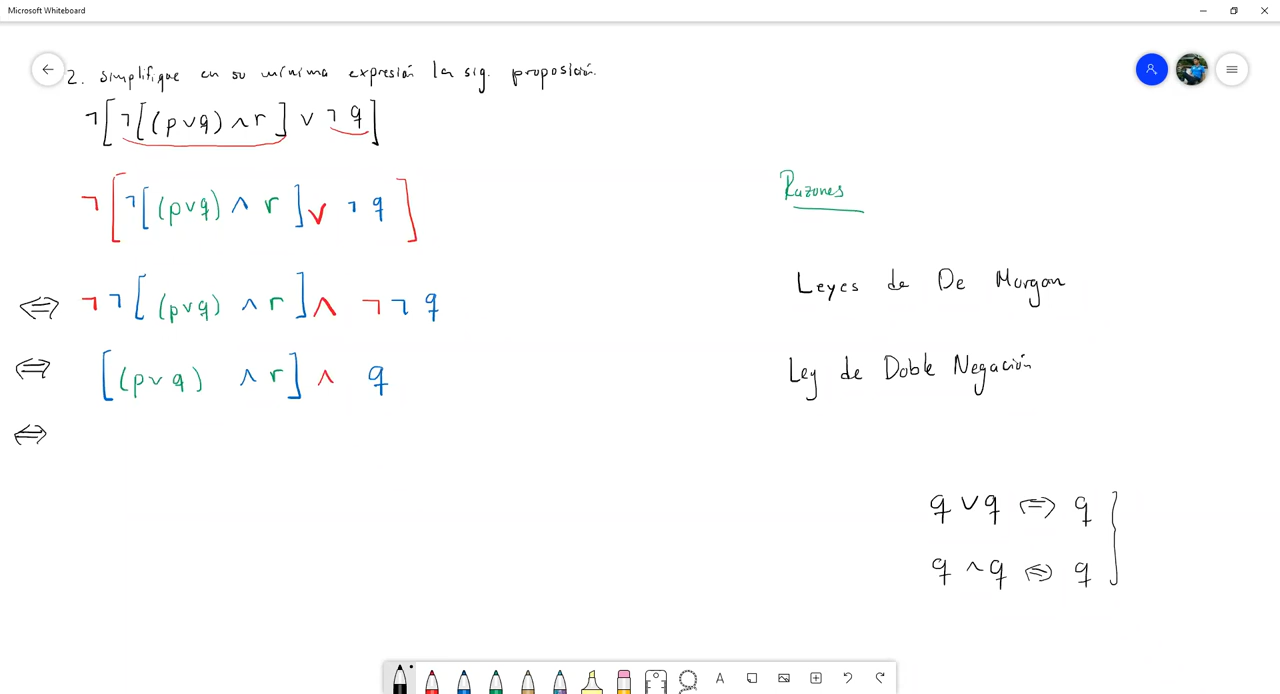 Microsoft Whiteboard
2. Simplifique en su mínima expresión la sig. proposición.
¬[¬[(p∨q)∧r]∨¬q]
¬[¬[(p∨q)∧r]∨¬q]
Razones
⇔ ¬¬[(p∨q)∧r]∧¬¬q
Leyes de De Morgan
⇔ [(p∨q)∧r]∧q
Ley de Doble Negación
⇔
q∨q ⇔ q }
q∧q ⇔ q
A